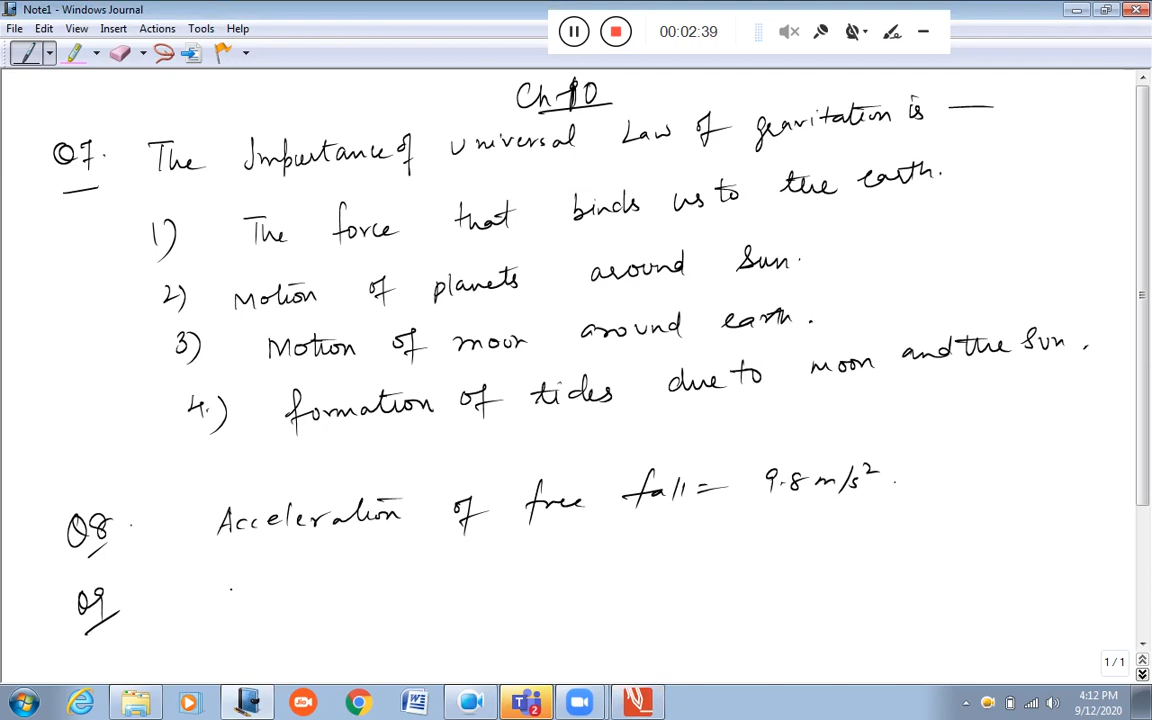 Note1 - Windows Journal
File Edit View Insert Actions Tools Help
00:02:39
Ch-10
Q7. The Importance of universal Law of gravitation is —
1) The force that binds us to the earth.
2) Motion of planets around Sun.
3) Motion of moon around earth.
4.) formation of tides due to moon and the Sun.
Q8. Acceleration of free fall = 9.8 m/s²
Q9
1/1
Jio
W
2
4:12 PM
9/12/2020